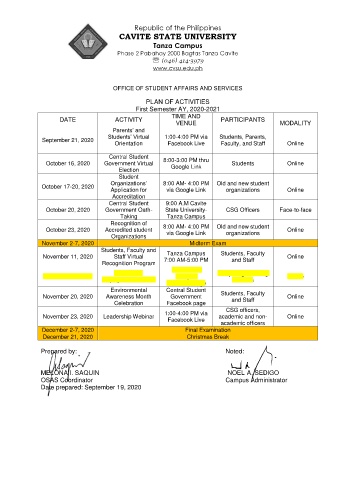 Republic of the Philippines
CAVITE STATE UNIVERSITY
Tanza Campus
Phase 2 Pabahay 2000 Bagtas Tanza Cavite
☏ (046) 414-3979
www.cvsu.edu.ph
OFFICE OF STUDENT AFFAIRS AND SERVICES
PLAN OF ACTIVITIES
First Semester AY, 2020-2021
DATE ACTIVITY TIME AND VENUE PARTICIPANTS MODALITY
September 21, 2020 Parents' and Students' Virtual Orientation 1:00-4:00 PM via Facebook Live Students, Parents, Faculty, and Staff Online
October 16, 2020 Central Student Government Virtual Election 8:00-3:00 PM thru Google Link Students Online
October 17-20, 2020 Student Organizations' Application for Accreditation 8:00 AM- 4:00 PM via Google Link Old and new student organizations Online
October 20, 2020 Central Student Government Oath-Taking 9:00 A.M Cavite State University-Tanza Campus CSG Officers Face-to-face
October 23, 2020 Recognition of Accredited student Organizations 8:00 AM- 4:00 PM via Google Link Old and new student organizations Online
November 2-7, 2020 Midterm Exam
November 11, 2020 Students, Faculty and Staff Virtual Recognition Program Tanza Campus 7:00 AM-5:00 PM Students, Faculty and Staff Online
November 20, 2020 Environmental Awareness Month Celebration Central Student Government Facebook page Students, Faculty and Staff Online
November 23, 2020 Leadership Webinar 1:00-4:00 PM via Facebook Live CSG officers, academic and non-academic officers Online
December 2-7, 2020 Final Examination
December 21, 2020 Christmas Break
Prepared by: Noted:
MELONA I. SAQUIN NOEL A. SEDIGO
OSAS Coordinator Campus Administrator
Date prepared: September 19, 2020